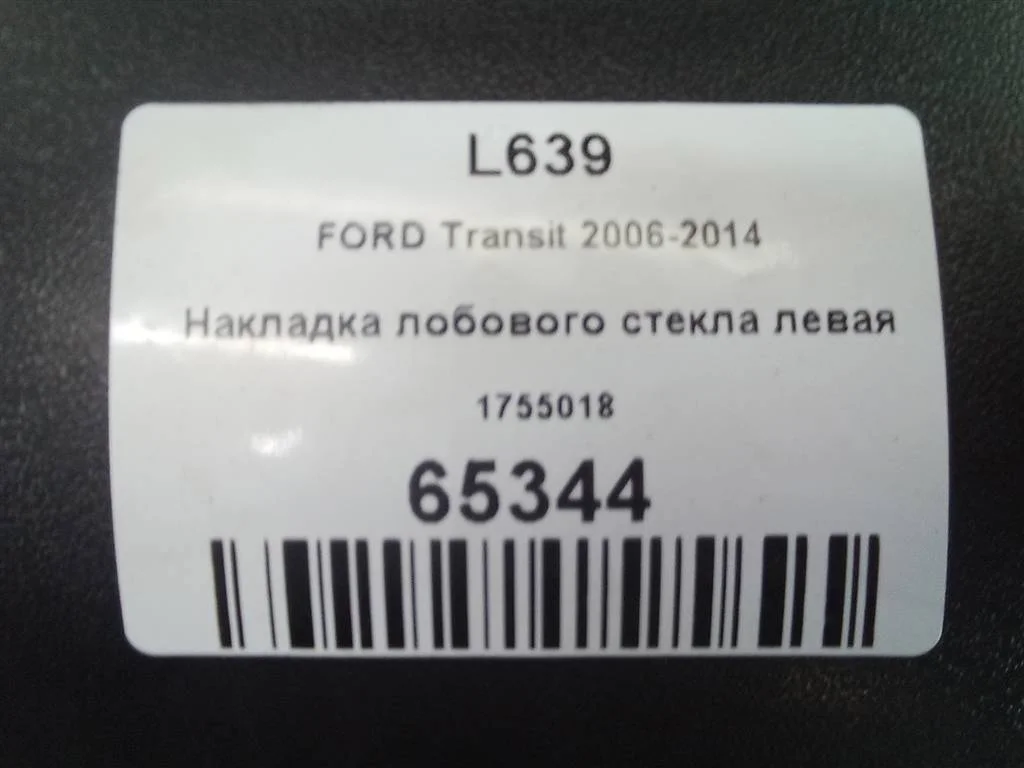 L639
FORD Transit 2006-2014
Накладка лобового стекла левая
1755018
65344